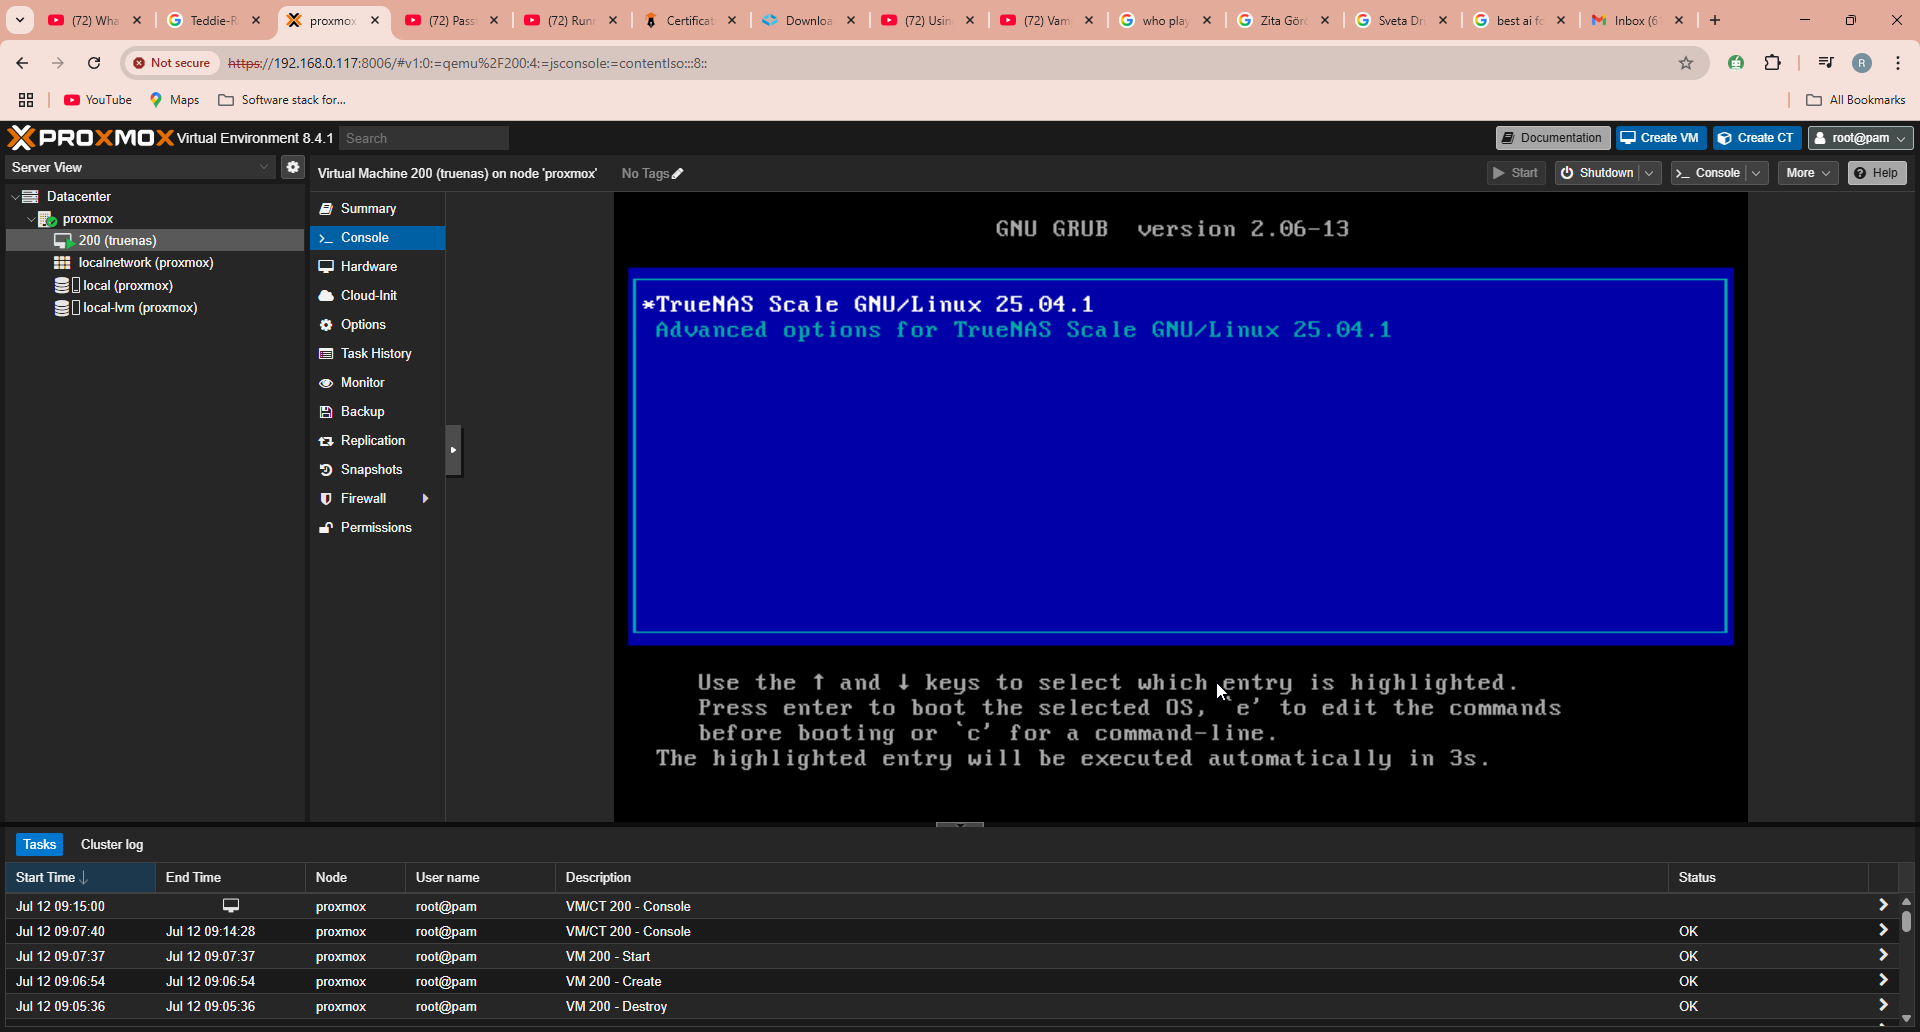 (72) Wha
Teddie-R
proxmox
(72) Pass
(72) Runn
Certificat
Downloa
(72) Usin
(72) Vam
who play
Zita Gör
Sveta Dri
best ai fo
Inbox (6
Not secure
https://192.168.0.117:8006/#v1:0:=qemu%2F200:4:=jsconsole:=contentIso:::8::
R
YouTube
Maps
Software stack for...
All Bookmarks
PROXMOX Virtual Environment 8.4.1
Search
Documentation
Create VM
Create CT
root@pam
Server View
Virtual Machine 200 (truenas) on node 'proxmox'
No Tags
Start
Shutdown
Console
More
Help
Datacenter
proxmox
200 (truenas)
localnetwork (proxmox)
local (proxmox)
local-lvm (proxmox)
Summary
Console
Hardware
Cloud-Init
Options
Task History
Monitor
Backup
Replication
Snapshots
Firewall
Permissions
GNU GRUB version 2.06-13
*TrueNAS Scale GNU/Linux 25.04.1
Advanced options for TrueNAS Scale GNU/Linux 25.04.1
Use the ↑ and ↓ keys to select which entry is highlighted.
Press enter to boot the selected OS, `e' to edit the commands
before booting or `c' for a command-line.
The highlighted entry will be executed automatically in 3s.
Tasks
Cluster log
Start Time End Time Node User name Description Status
Jul 12 09:15:00 proxmox root@pam VM/CT 200 - Console
Jul 12 09:07:40 Jul 12 09:14:28 proxmox root@pam VM/CT 200 - Console OK
Jul 12 09:07:37 Jul 12 09:07:37 proxmox root@pam VM 200 - Start OK
Jul 12 09:06:54 Jul 12 09:06:54 proxmox root@pam VM 200 - Create OK
Jul 12 09:05:36 Jul 12 09:05:36 proxmox root@pam VM 200 - Destroy OK